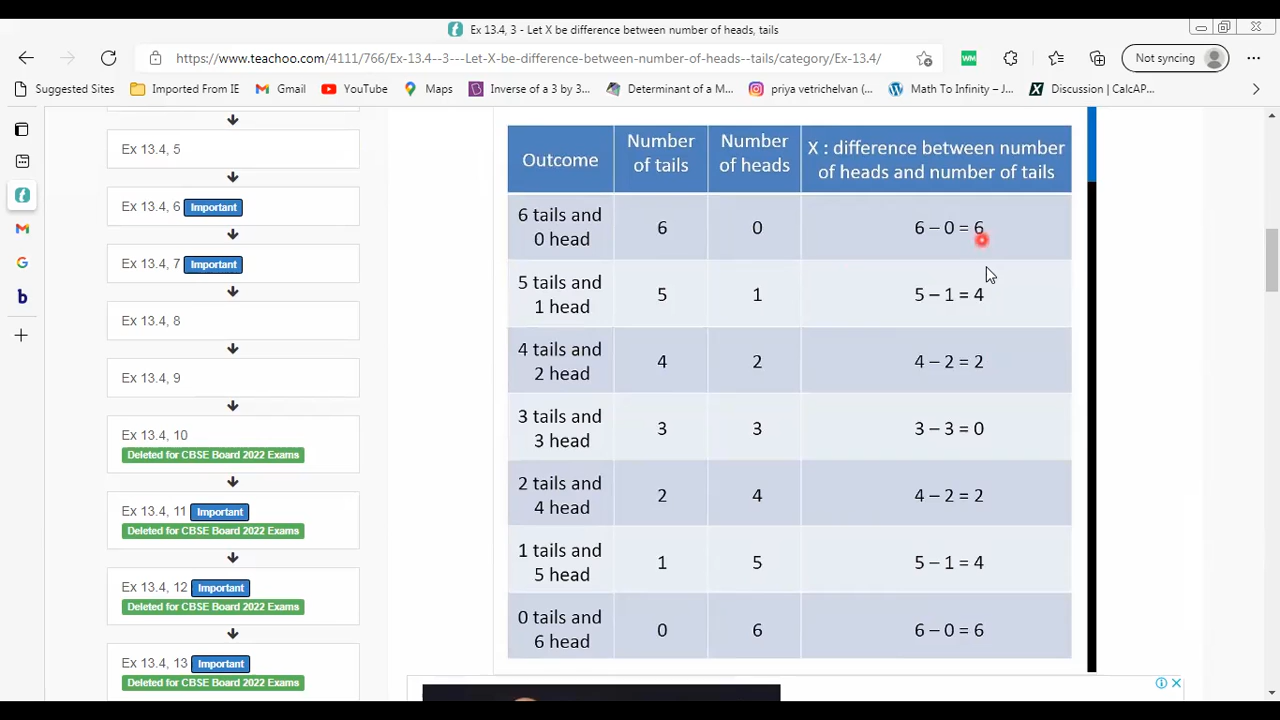 Ex 13.4, 3 - Let X be difference between number of heads, tails
https://www.teachoo.com/4111/766/Ex-13.4--3---Let-X-be-difference-between-number-of-heads--tails/category/Ex-13.4/
WM
Not syncing
Suggested Sites
Imported From IE
Gmail
YouTube
Maps
Inverse of a 3 by 3...
Determinant of a M...
priya vetrichelvan (...
Math To Infinity – J...
Discussion | CalcAP...
Ex 13.4, 5
Ex 13.4, 6 Important
Ex 13.4, 7 Important
Ex 13.4, 8
Ex 13.4, 9
Ex 13.4, 10
Deleted for CBSE Board 2022 Exams
Ex 13.4, 11 Important
Deleted for CBSE Board 2022 Exams
Ex 13.4, 12 Important
Deleted for CBSE Board 2022 Exams
Ex 13.4, 13 Important
Deleted for CBSE Board 2022 Exams
Outcome
Number
of tails
Number
of heads
X : difference between number
of heads and number of tails
6 tails and
0 head
6
0
6 – 0 = 6
5 tails and
1 head
5
1
5 – 1 = 4
4 tails and
2 head
4
2
4 – 2 = 2
3 tails and
3 head
3
3
3 – 3 = 0
2 tails and
4 head
2
4
4 – 2 = 2
1 tails and
5 head
1
5
5 – 1 = 4
0 tails and
6 head
0
6
6 – 0 = 6